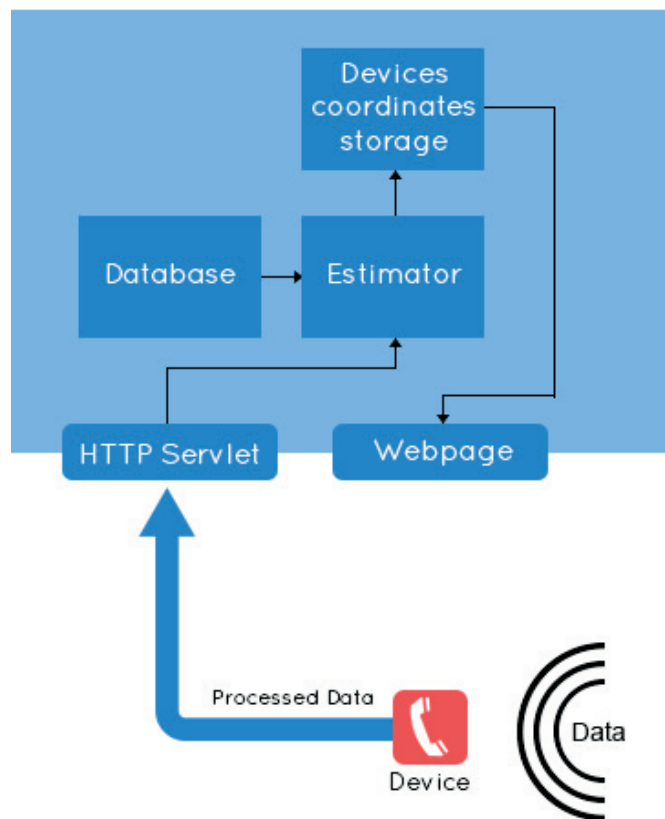 Devices
coordinates
storage
Database
Estimator
HTTP Servlet
Webpage
Processed Data
Data
Device